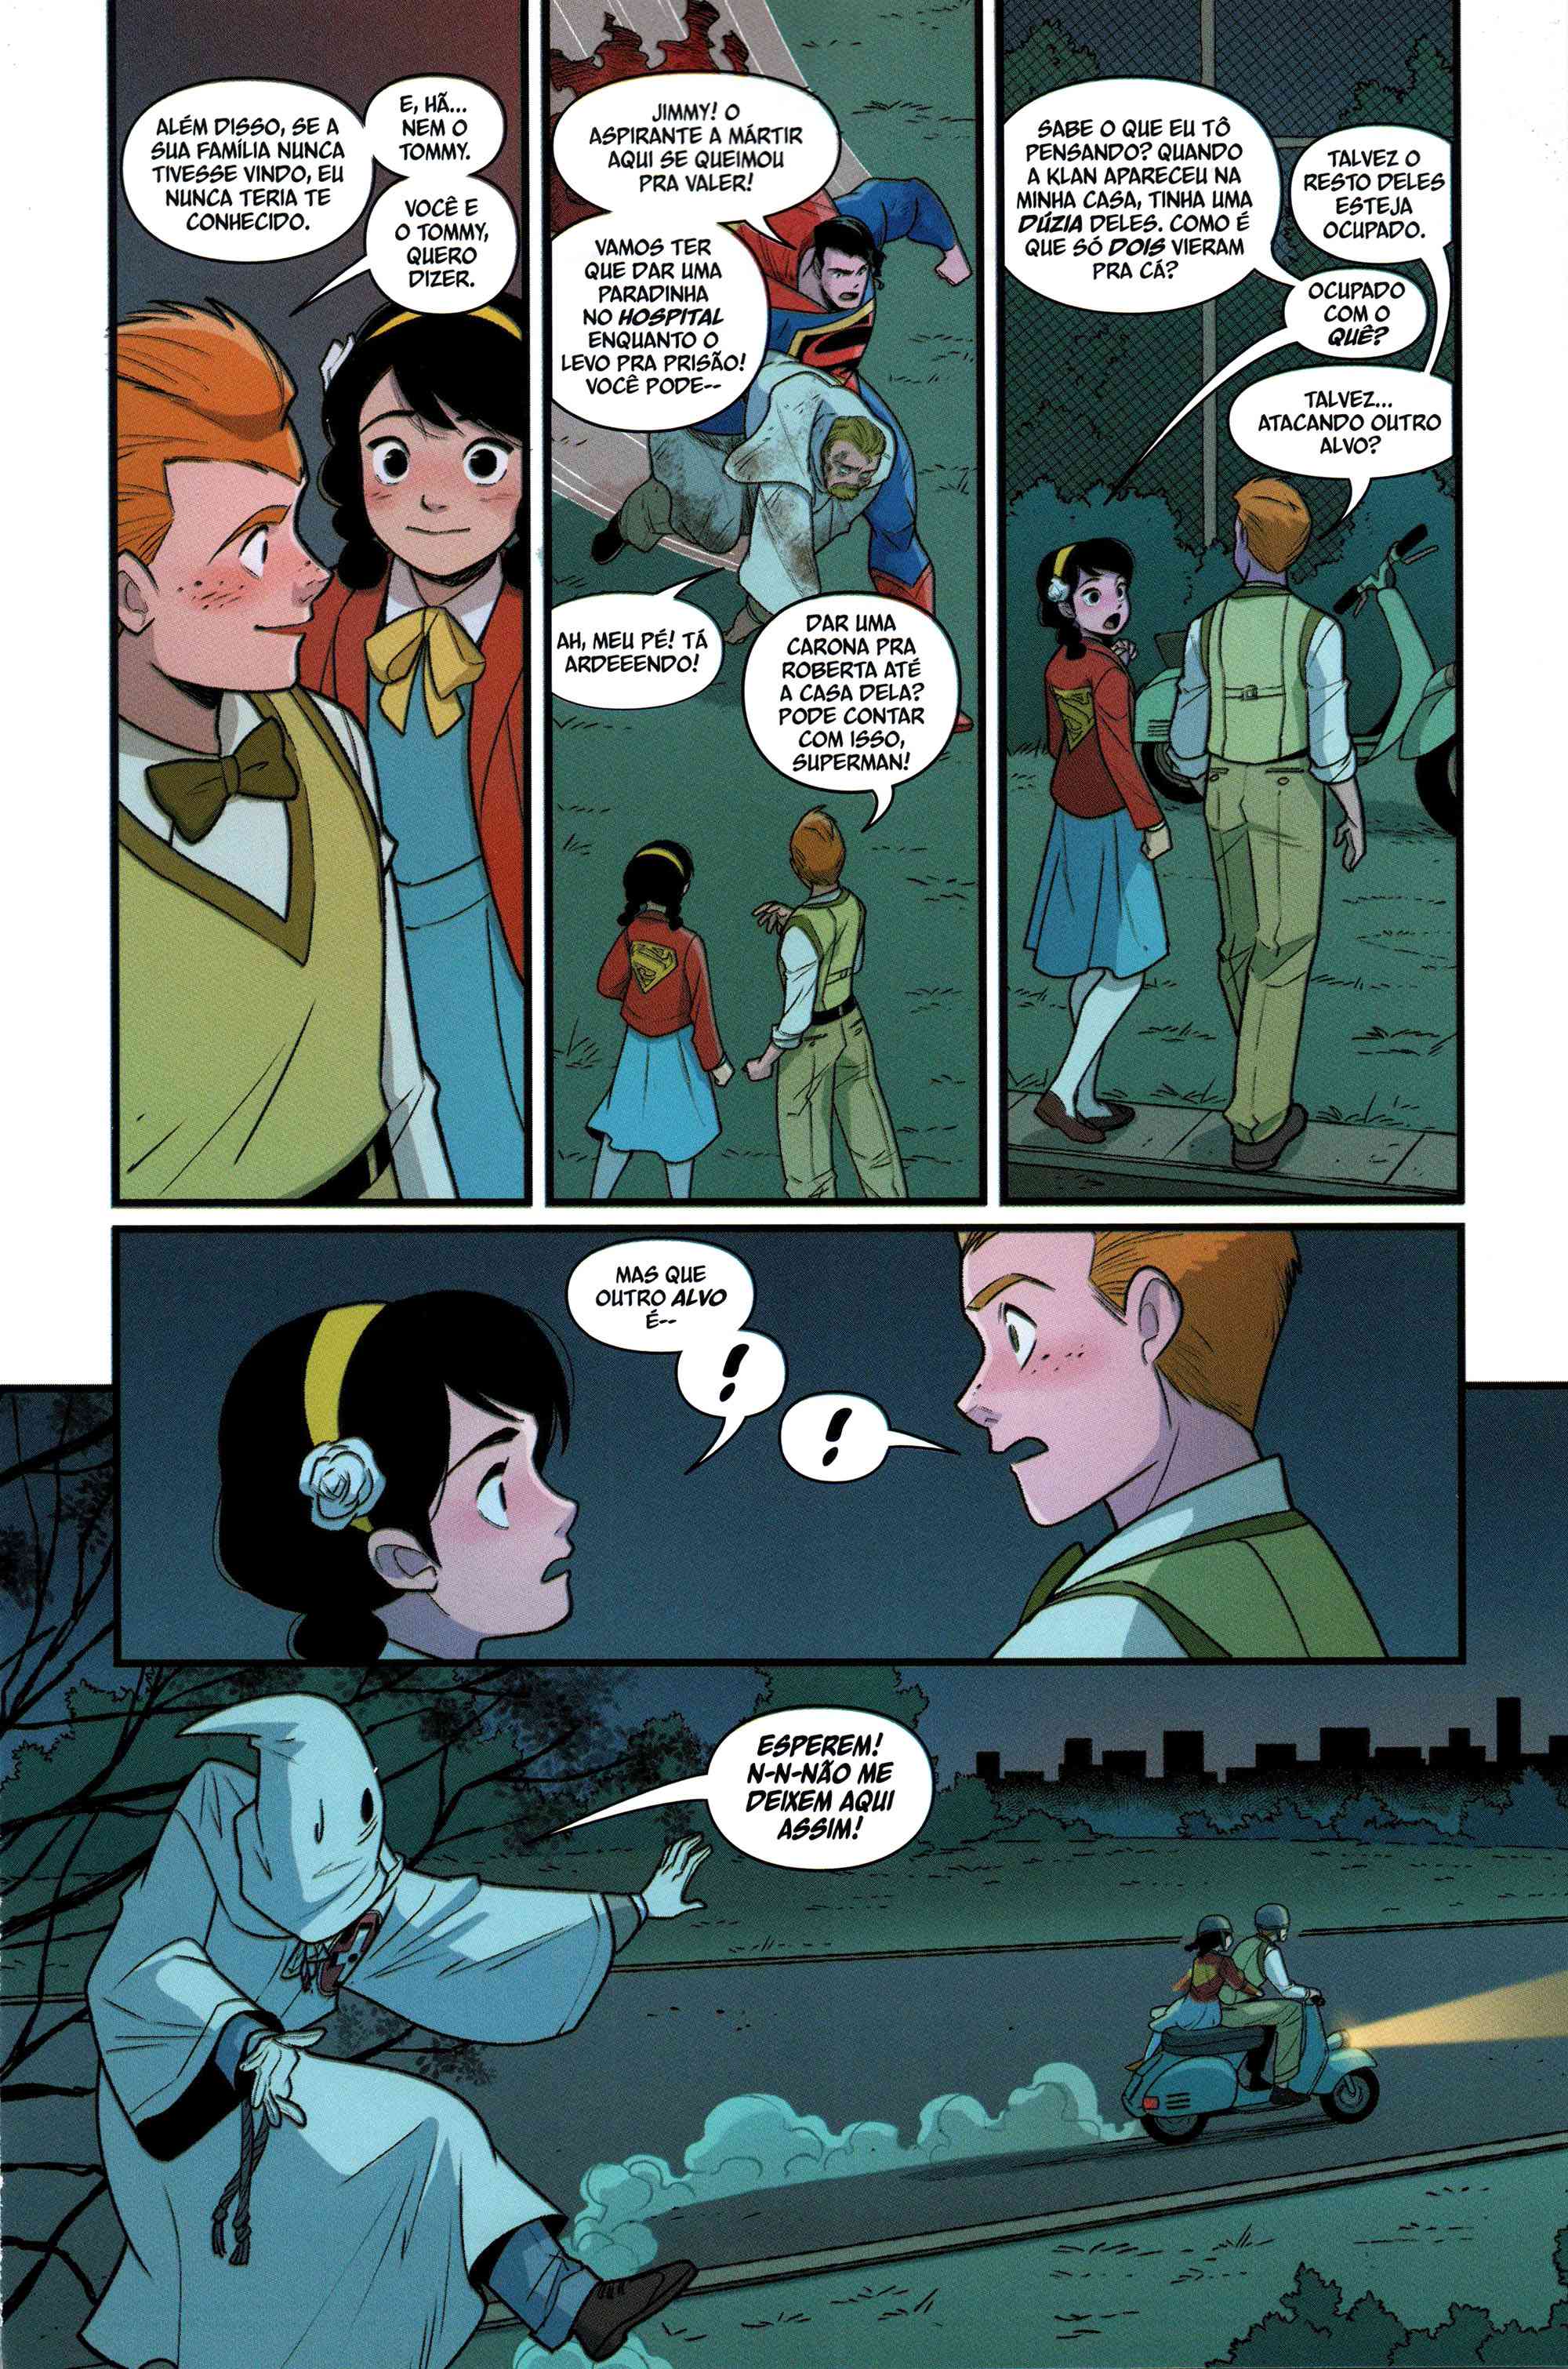 ALÉM DISSO, SE A
SUA FAMÍLIA NUNCA
TIVESSE VINDO, EU
NUNCA TERIA TE
CONHECIDO.
E, HÃ...
NEM O
TOMMY.
VOCÊ E
O TOMMY,
QUERO
DIZER.
JIMMY! O
ASPIRANTE A MÁRTIR
AQUI SE QUEIMOU
PRA VALER!
VAMOS TER
QUE DAR UMA
PARADINHA
NO HOSPITAL
ENQUANTO O
LEVO PRA PRISÃO!
VOCÊ PODE--
AH, MEU PÉ! TÁ
ARDEEENDO!
DAR UMA
CARONA PRA
ROBERTA ATÉ
A CASA DELA?
PODE CONTAR
COM ISSO,
SUPERMAN!
SABE O QUE EU TÔ
PENSANDO? QUANDO
A KLAN APARECEU NA
MINHA CASA, TINHA UMA
DÚZIA DELES. COMO É
QUE SÓ DOIS VIERAM
PRA CÁ?
TALVEZ O
RESTO DELES
ESTEJA
OCUPADO.
OCUPADO
COM O
QUÊ?
TALVEZ...
ATACANDO OUTRO
ALVO?
MAS QUE
OUTRO ALVO
É--
!
!
ESPEREM!
N-N-NÃO ME
DEIXEM AQUI
ASSIM!